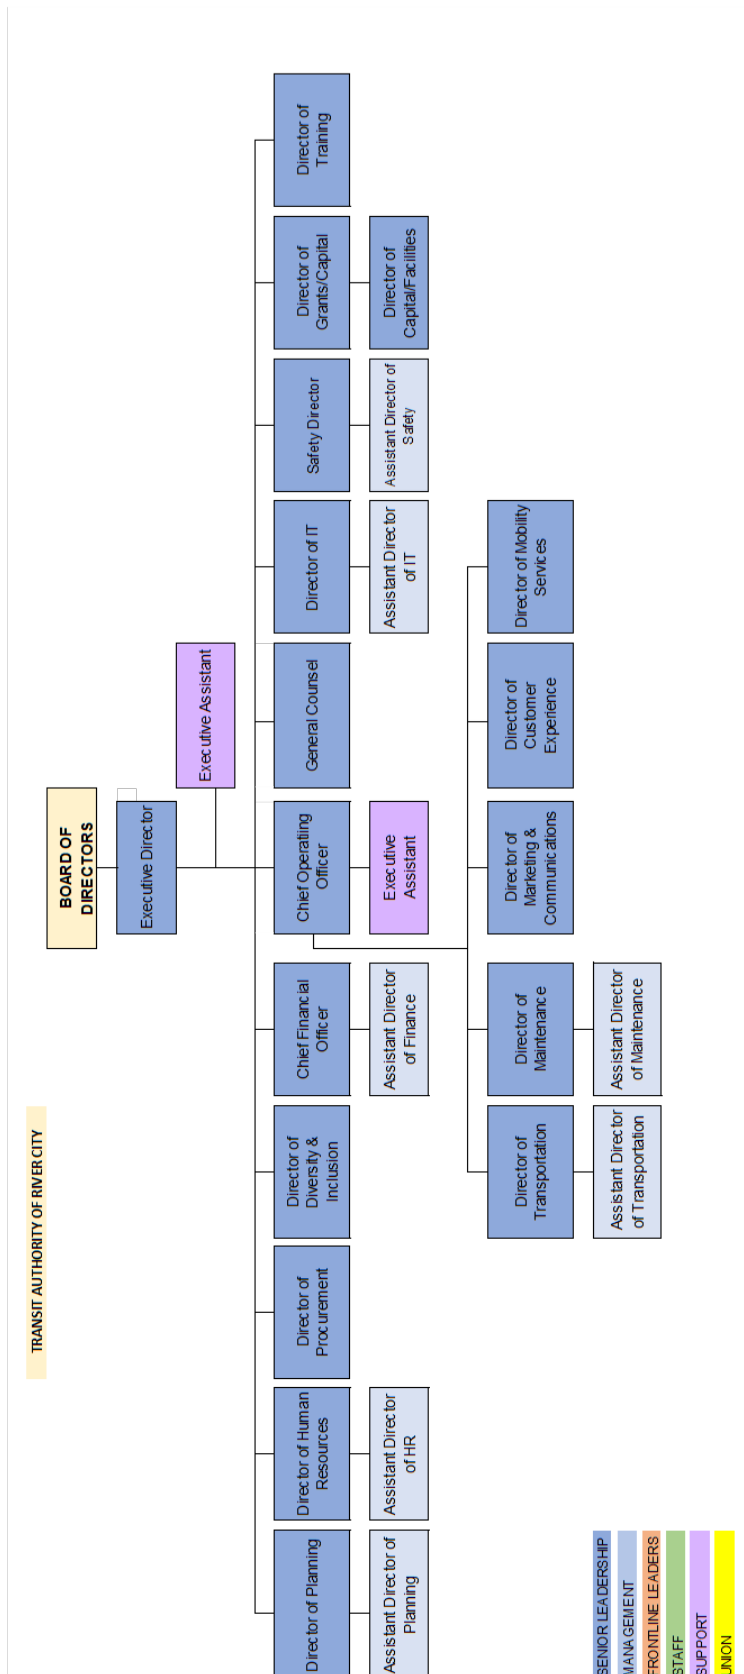 TRANSIT AUTHORITY OF RIVER CITY
BOARD OF
DIRECTORS
Executive Director
Executive Assistant
Director of Planning
Director of Human
Resources
Director of
Procurement
Director of
Diversity &
Inclusion
Chief Financial
Officer
Chief Operating
Officer
General Counsel
Director of IT
Safety Director
Director of
Grants/Capital
Director of
Training
Assistant Director of
Planning
Assistant Director
of HR
Assistant Director
of Finance
Executive
Assistant
Assistant Director
of IT
Assistant Director of
Safety
Director of
Capital/Facilities
Director of
Transportation
Director of
Maintenance
Director of
Marketing &
Communications
Director of
Customer
Experience
Director of Mobility
Services
Assistant Director
of Transportation
Assistant Director
of Maintenance
SENIOR LEADERSHIP
MANAGEMENT
FRONTLINE LEADERS
STAFF
SUPPORT
UNION